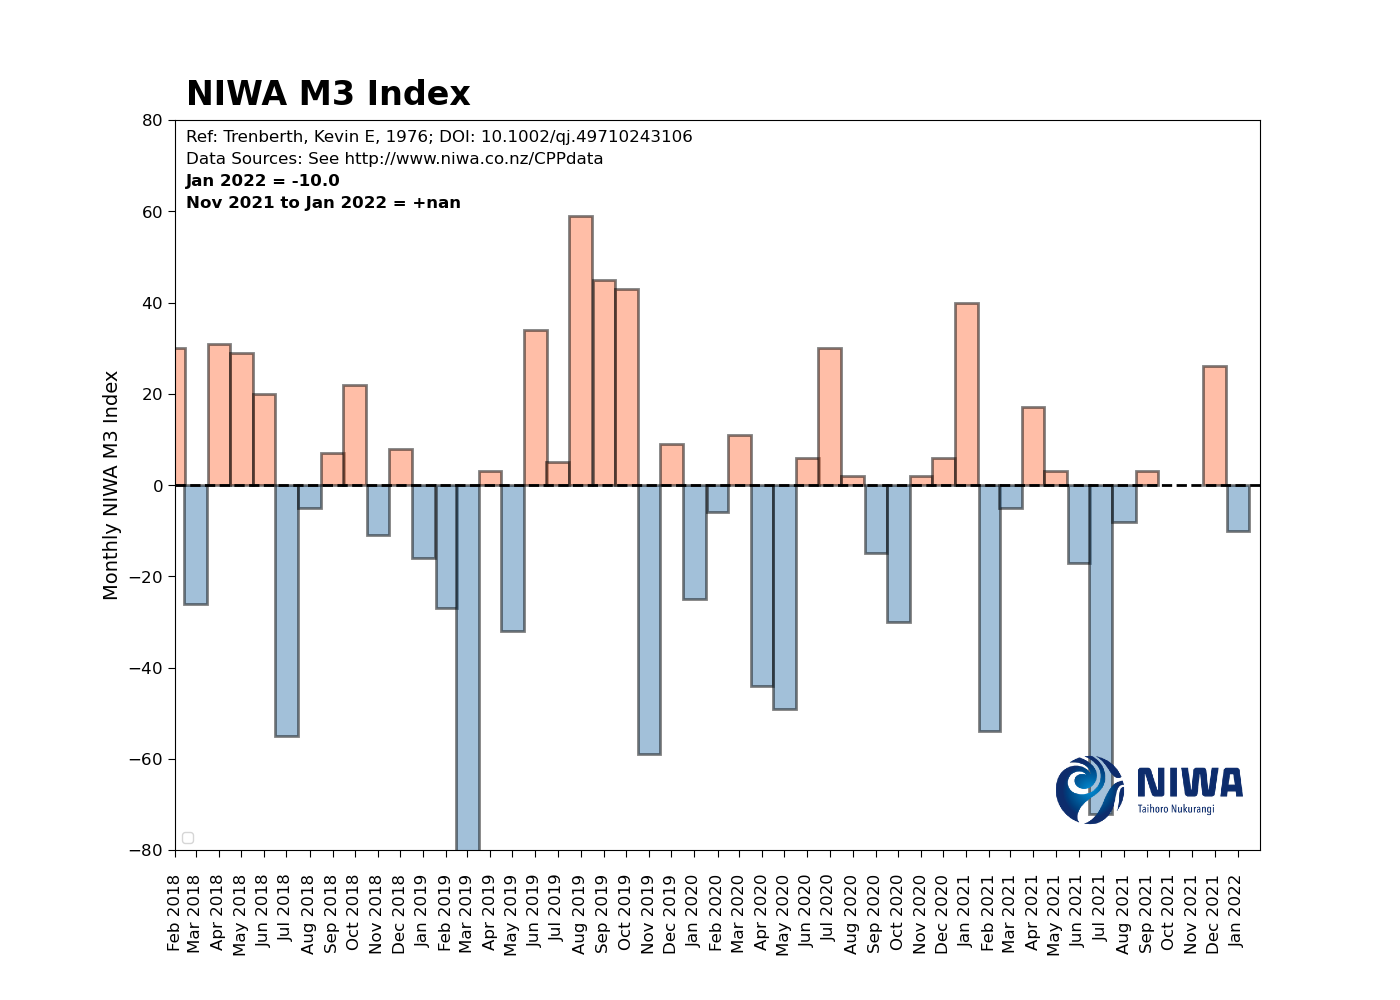 NIWA M3 Index
Ref: Trenberth, Kevin E, 1976; DOI: 10.1002/qj.49710243106
Data Sources: See http://www.niwa.co.nz/CPPdata
Jan 2022 = -10.0
Nov 2021 to Jan 2022 = +nan
Monthly NIWA M3 Index
80
60
40
20
0
−20
−40
−60
−80
NIWA
Taihoro Nukurangi
Feb 2018
Mar 2018
Apr 2018
May 2018
Jun 2018
Jul 2018
Aug 2018
Sep 2018
Oct 2018
Nov 2018
Dec 2018
Jan 2019
Feb 2019
Mar 2019
Apr 2019
May 2019
Jun 2019
Jul 2019
Aug 2019
Sep 2019
Oct 2019
Nov 2019
Dec 2019
Jan 2020
Feb 2020
Mar 2020
Apr 2020
May 2020
Jun 2020
Jul 2020
Aug 2020
Sep 2020
Oct 2020
Nov 2020
Dec 2020
Jan 2021
Feb 2021
Mar 2021
Apr 2021
May 2021
Jun 2021
Jul 2021
Aug 2021
Sep 2021
Oct 2021
Nov 2021
Dec 2021
Jan 2022